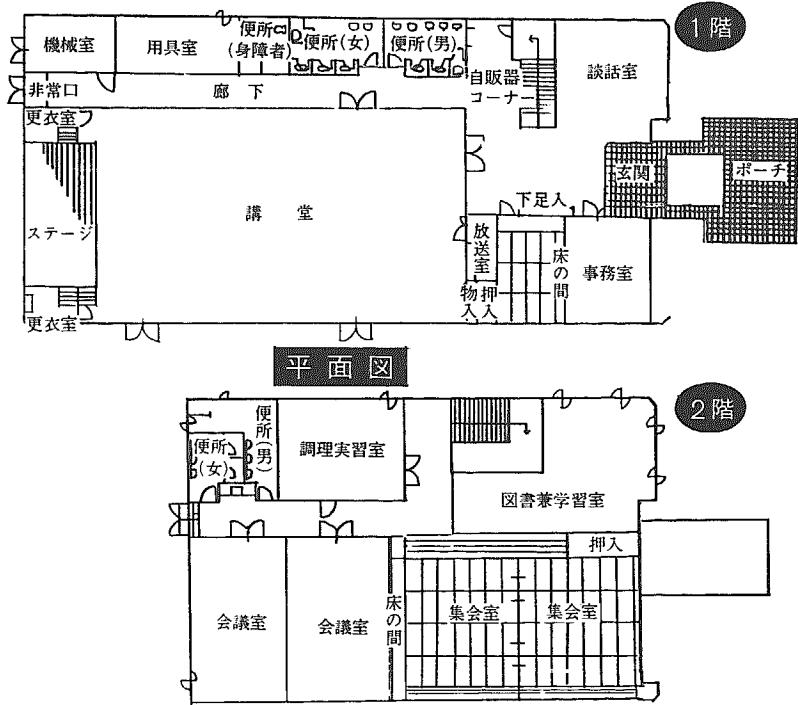 1階
機械室
用具室
便所
(身障者)
便所(女)
便所(男)
自販器
コーナー
談話室
非常口
廊下
更衣室
玄関
ポーチ
講堂
ステージ
下足入
放送室
床の間
事務室
物入
押入
更衣室
平面図
2階
便所(男)
便所
(女)
調理実習室
図書兼学習室
押入
会議室
会議室
床の間
集会室
集会室